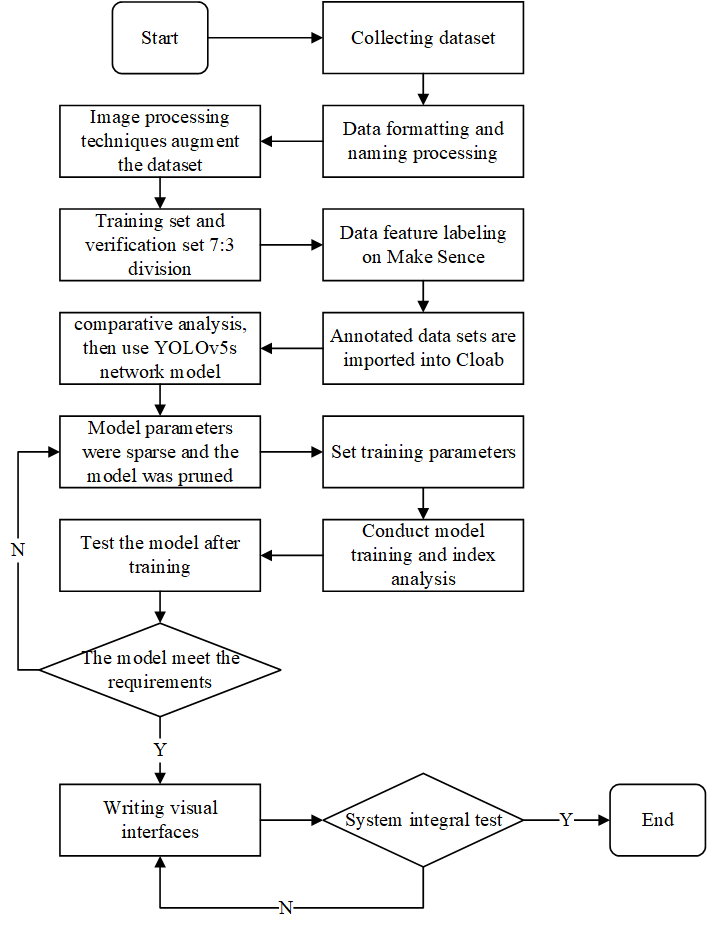 Start
Collecting dataset
Data formatting and
naming processing
Image processing
techniques augment
the dataset
Training set and
verification set 7:3
division
Data feature labeling
on Make Sence
Annotated data sets are
imported into Cloab
comparative analysis,
then use YOLOv5s
network model
Model parameters
were sparse and the
model was pruned
Set training parameters
Conduct model
training and index
analysis
Test the model after
training
N
The model meet the
requirements
Y
Writing visual
interfaces
System integral test
Y
End
N